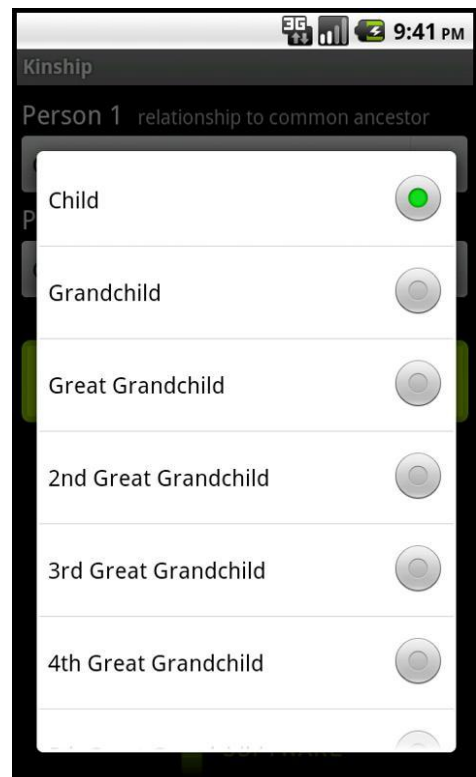 3G 9:41 PM
Kinship
Person 1 relationship to common ancestor
Child
Grandchild
Great Grandchild
2nd Great Grandchild
3rd Great Grandchild
4th Great Grandchild